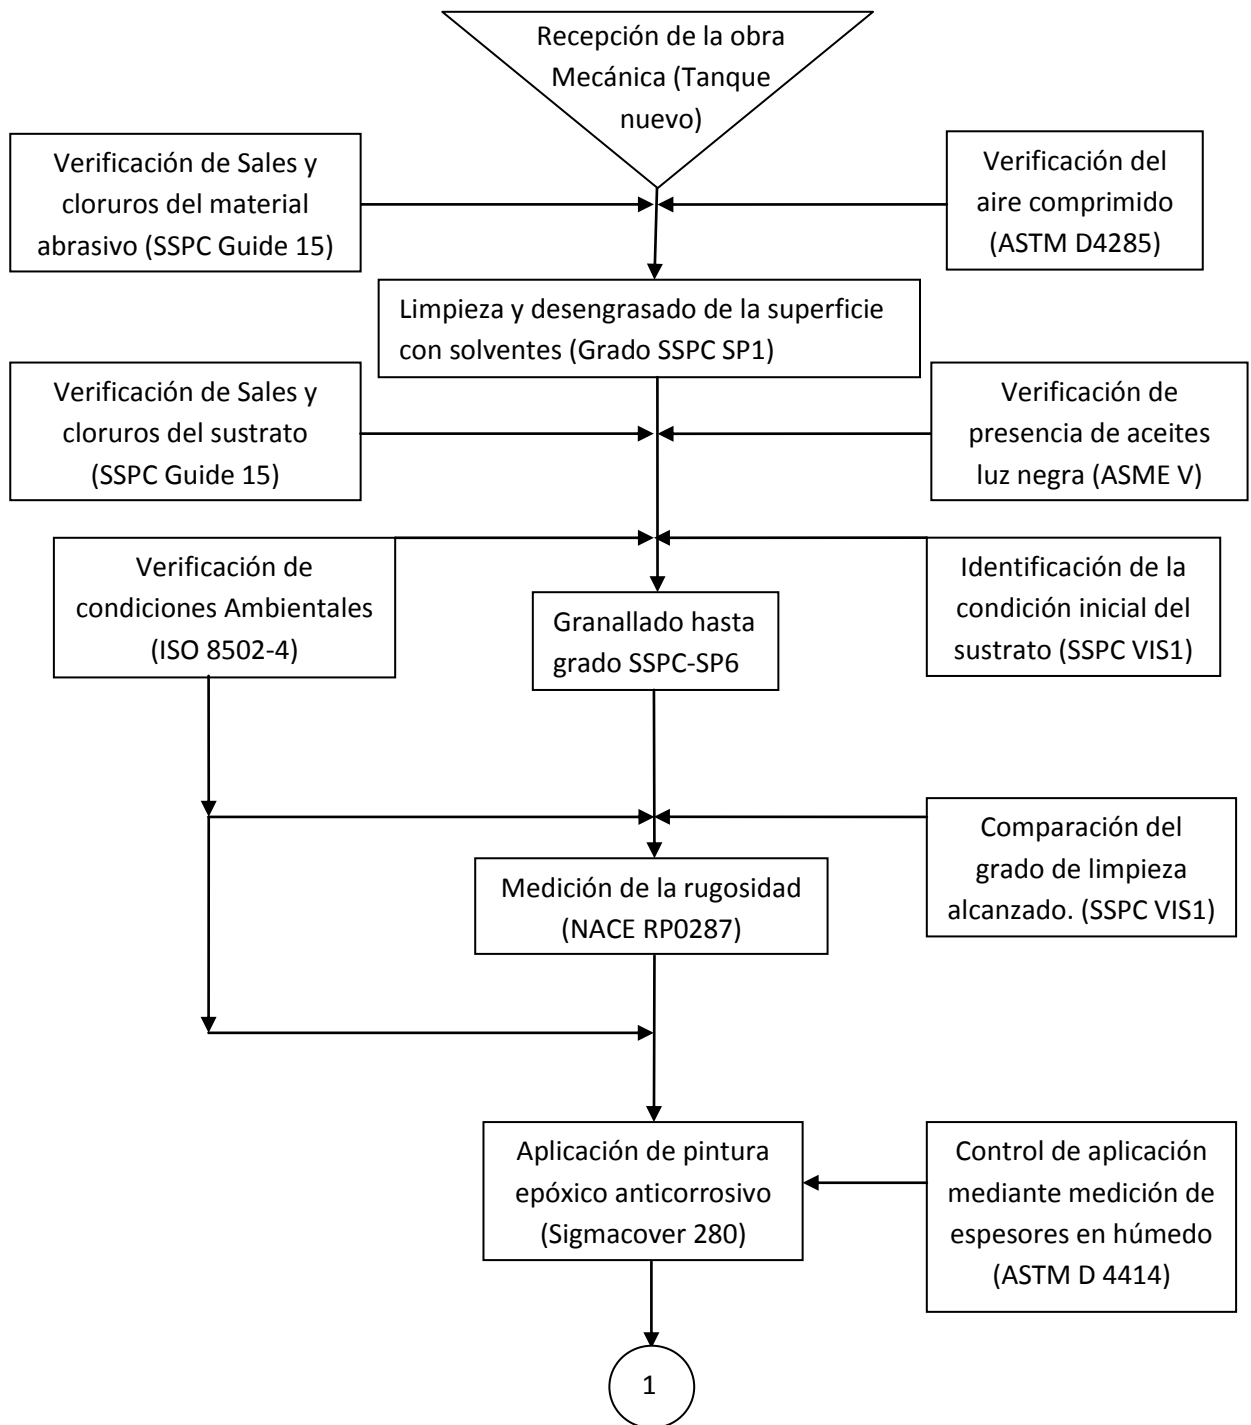 Recepción de la obra
Mecánica (Tanque
nuevo)
Verificación de Sales y
cloruros del material
abrasivo (SSPC Guide 15)
Verificación del
aire comprimido
(ASTM D4285)
Limpieza y desengrasado de la superficie
con solventes (Grado SSPC SP1)
Verificación de Sales y
cloruros del sustrato
(SSPC Guide 15)
Verificación de
presencia de aceites
luz negra (ASME V)
Verificación de
condiciones Ambientales
(ISO 8502-4)
Granallado hasta
grado SSPC-SP6
Identificación de la
condición inicial del
sustrato (SSPC VIS1)
Comparación del
grado de limpieza
alcanzado. (SSPC VIS1)
Medición de la rugosidad
(NACE RP0287)
Aplicación de pintura
epóxico anticorrosivo
(Sigmacover 280)
Control de aplicación
mediante medición de
espesores en húmedo
(ASTM D 4414)
1